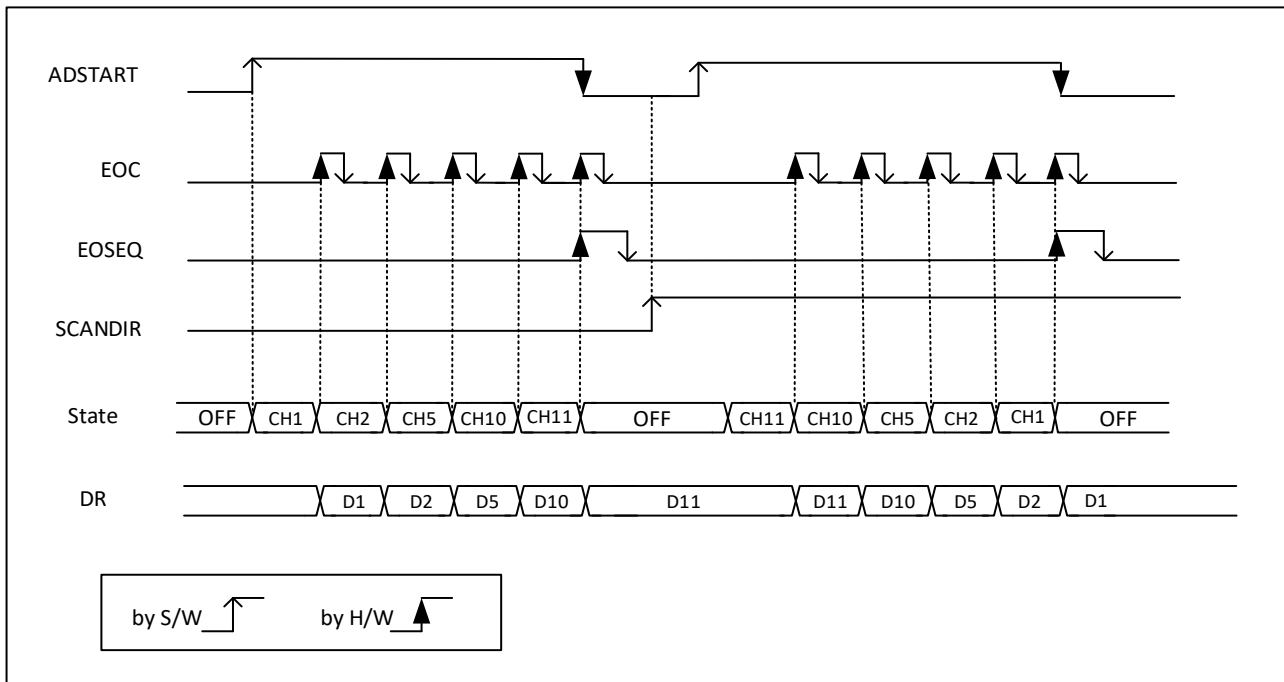 ADSTART
EOC
EOSEQ
SCANDIR
State OFF CH1 CH2 CH5 CH10 CH11 OFF CH11 CH10 CH5 CH2 CH1 OFF
DR D1 D2 D5 D10 D11 D11 D10 D5 D2 D1
by S/W by H/W